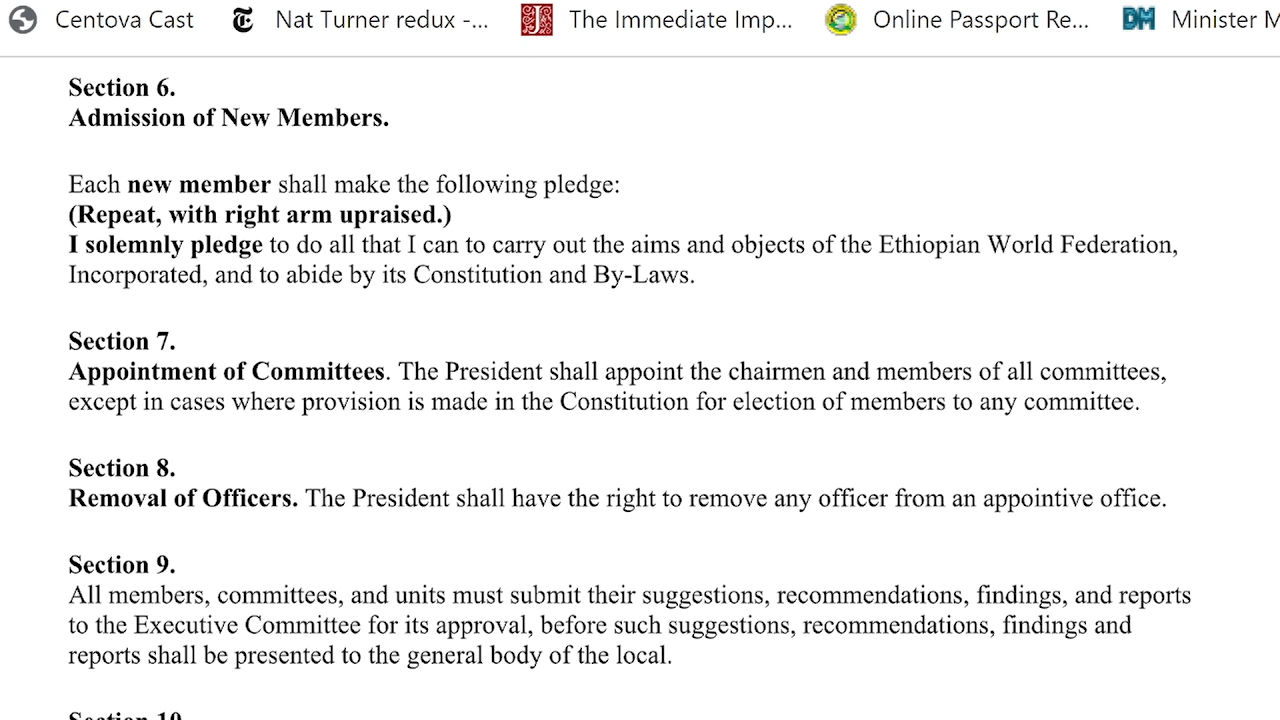 Centova Cast Nat Turner redux -... The Immediate Imp... Online Passport Re... DM Minister M
Section 6.
Admission of New Members.
Each new member shall make the following pledge:
(Repeat, with right arm upraised.)
I solemnly pledge to do all that I can to carry out the aims and objects of the Ethiopian World Federation,
Incorporated, and to abide by its Constitution and By-Laws.
Section 7.
Appointment of Committees. The President shall appoint the chairmen and members of all committees,
except in cases where provision is made in the Constitution for election of members to any committee.
Section 8.
Removal of Officers. The President shall have the right to remove any officer from an appointive office.
Section 9.
All members, committees, and units must submit their suggestions, recommendations, findings, and reports
to the Executive Committee for its approval, before such suggestions, recommendations, findings and
reports shall be presented to the general body of the local.
Section 10